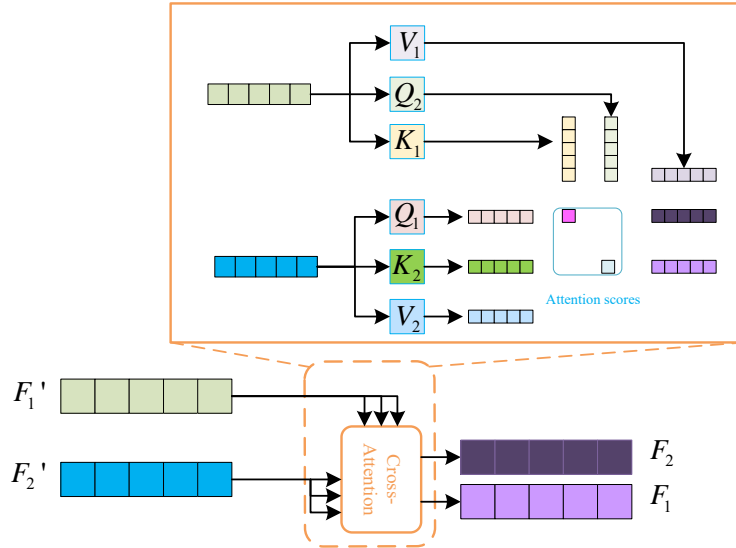 V1
Q2
K1
Q1
K2
V2
Attention scores
F1'
F2'
Cross-
Attention
F2
F1